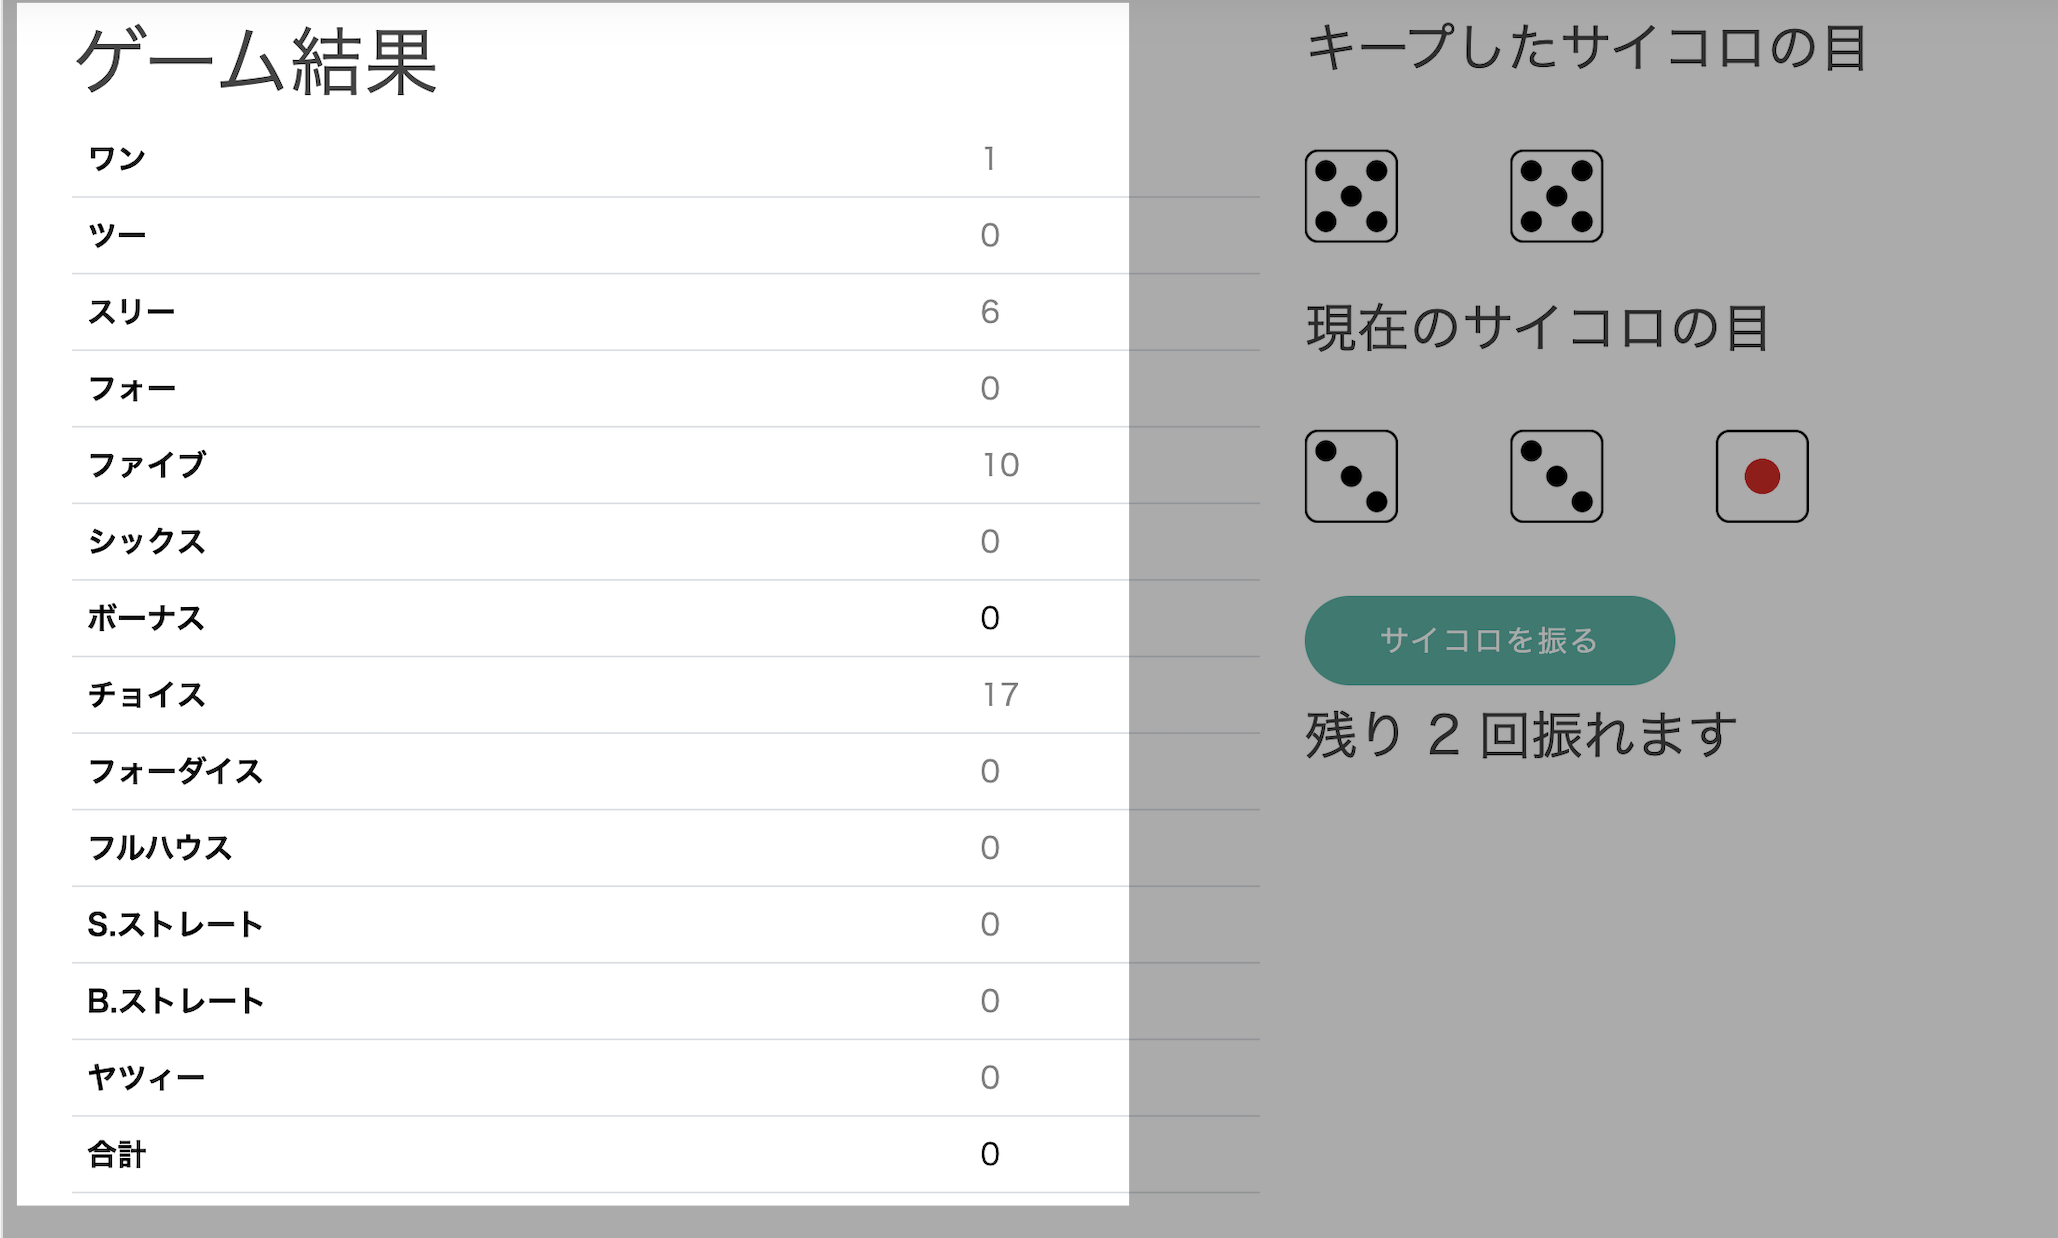 ゲーム結果
ワン 1
ツー 0
スリー 6
フォー 0
ファイブ 10
シックス 0
ボーナス 0
チョイス 17
フォーダイス 0
フルハウス 0
S.ストレート 0
B.ストレート 0
ヤツィー 0
合計 0
キープしたサイコロの目
現在のサイコロの目
サイコロを振る
残り 2 回振れます